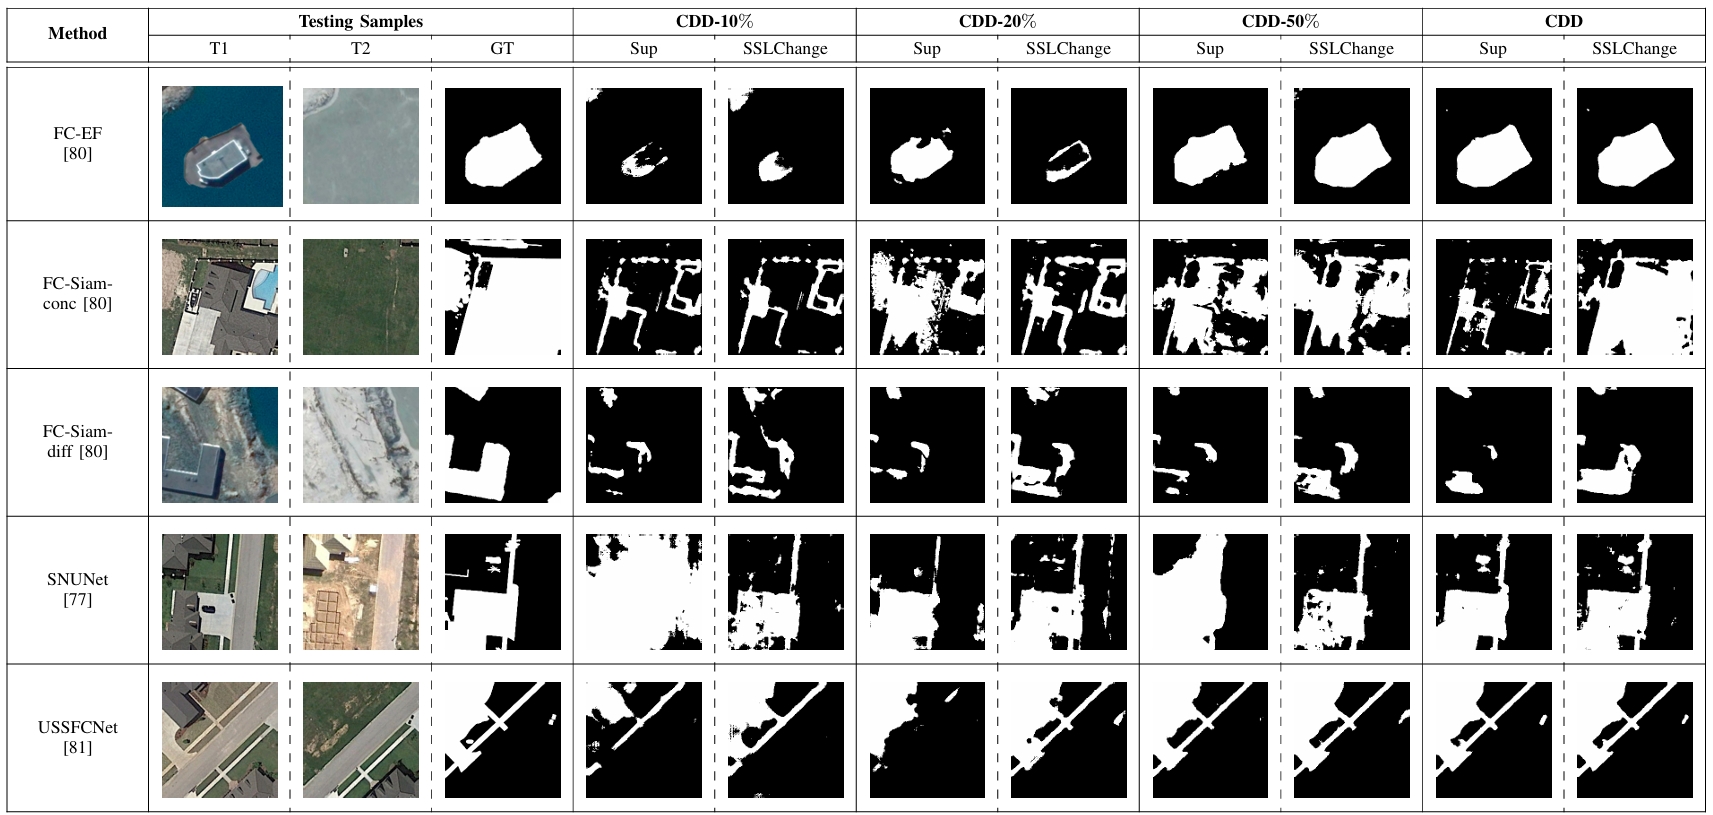 Method Testing Samples CDD-10% CDD-20% CDD-50% CDD
T1 T2 GT Sup SSLChange Sup SSLChange Sup SSLChange Sup SSLChange
FC-EF
[80]
FC-Siam-
conc [80]
FC-Siam-
diff [80]
SNUNet
[77]
USSFCNet
[81]